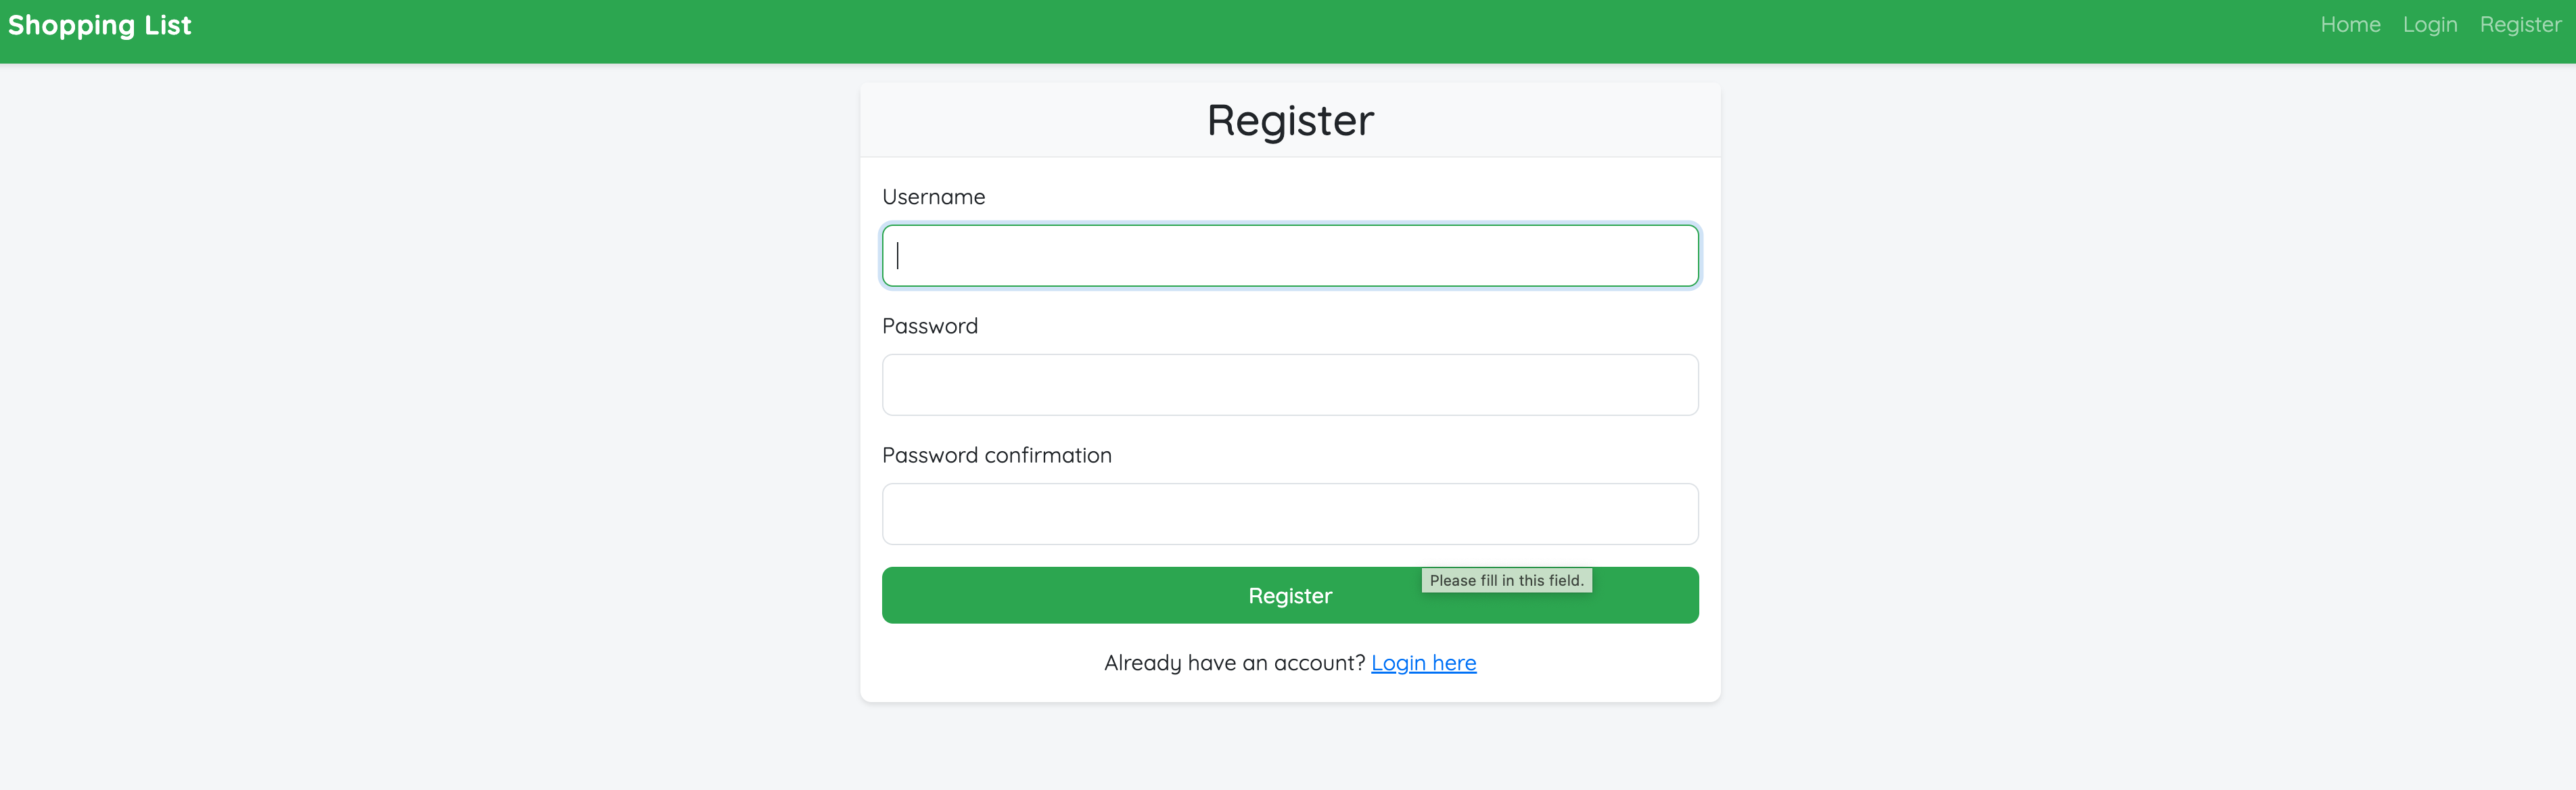 Shopping List
Home Login Register
Register
Username
Password
Password confirmation
Please fill in this field.
Register
Already have an account? Login here